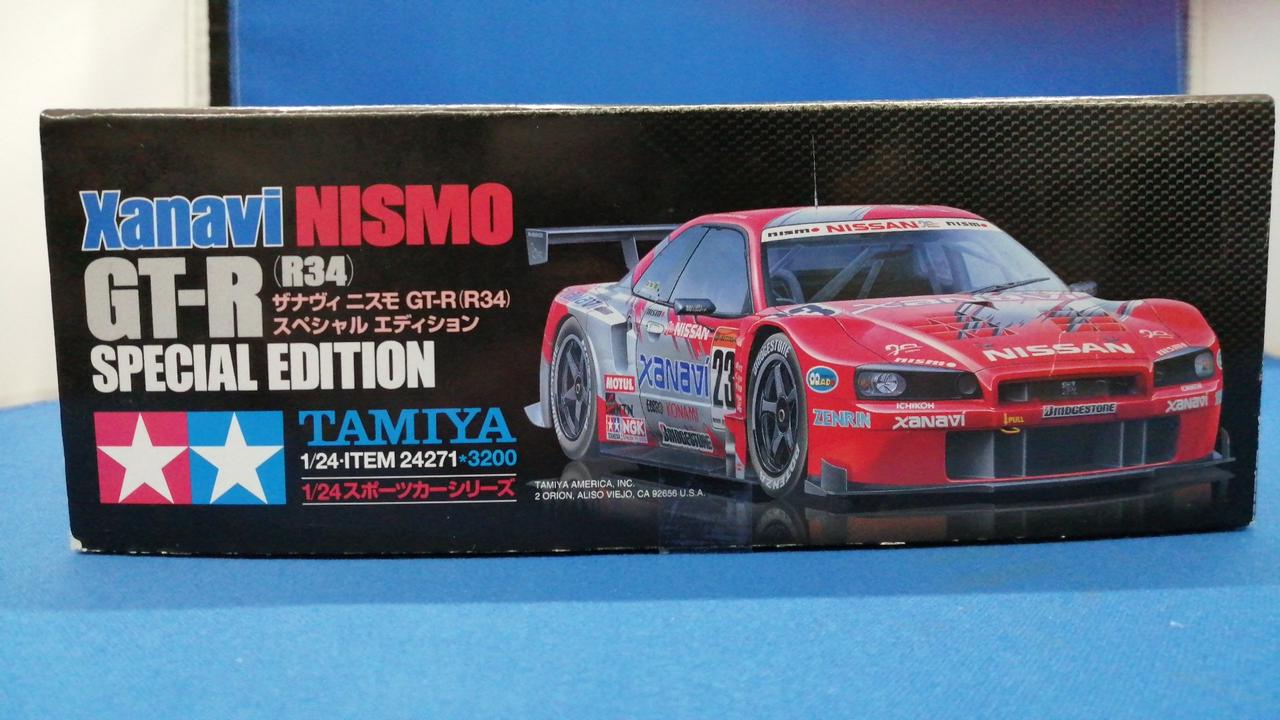 Xanavi NISMO
GT-R (R34)
ザナヴィ ニスモ GT-R (R34)
スペシャル エディション
SPECIAL EDITION
TAMIYA
1/24·ITEM 24271*3200
1/24スポーツカーシリーズ
TAMIYA AMERICA, INC.
2 ORION, ALISO VIEJO, CA 92656 U.S.A.
nismo NISSAN nismo
NISSAN
xanavi
23
MOTUL
KONAMI
NGK
BRIDGESTONE
BRIDGESTONE
ZENRIN
nismo
NISSAN
ICHIKOH
xanavi
PULL
BRIDGESTONE
xanavi